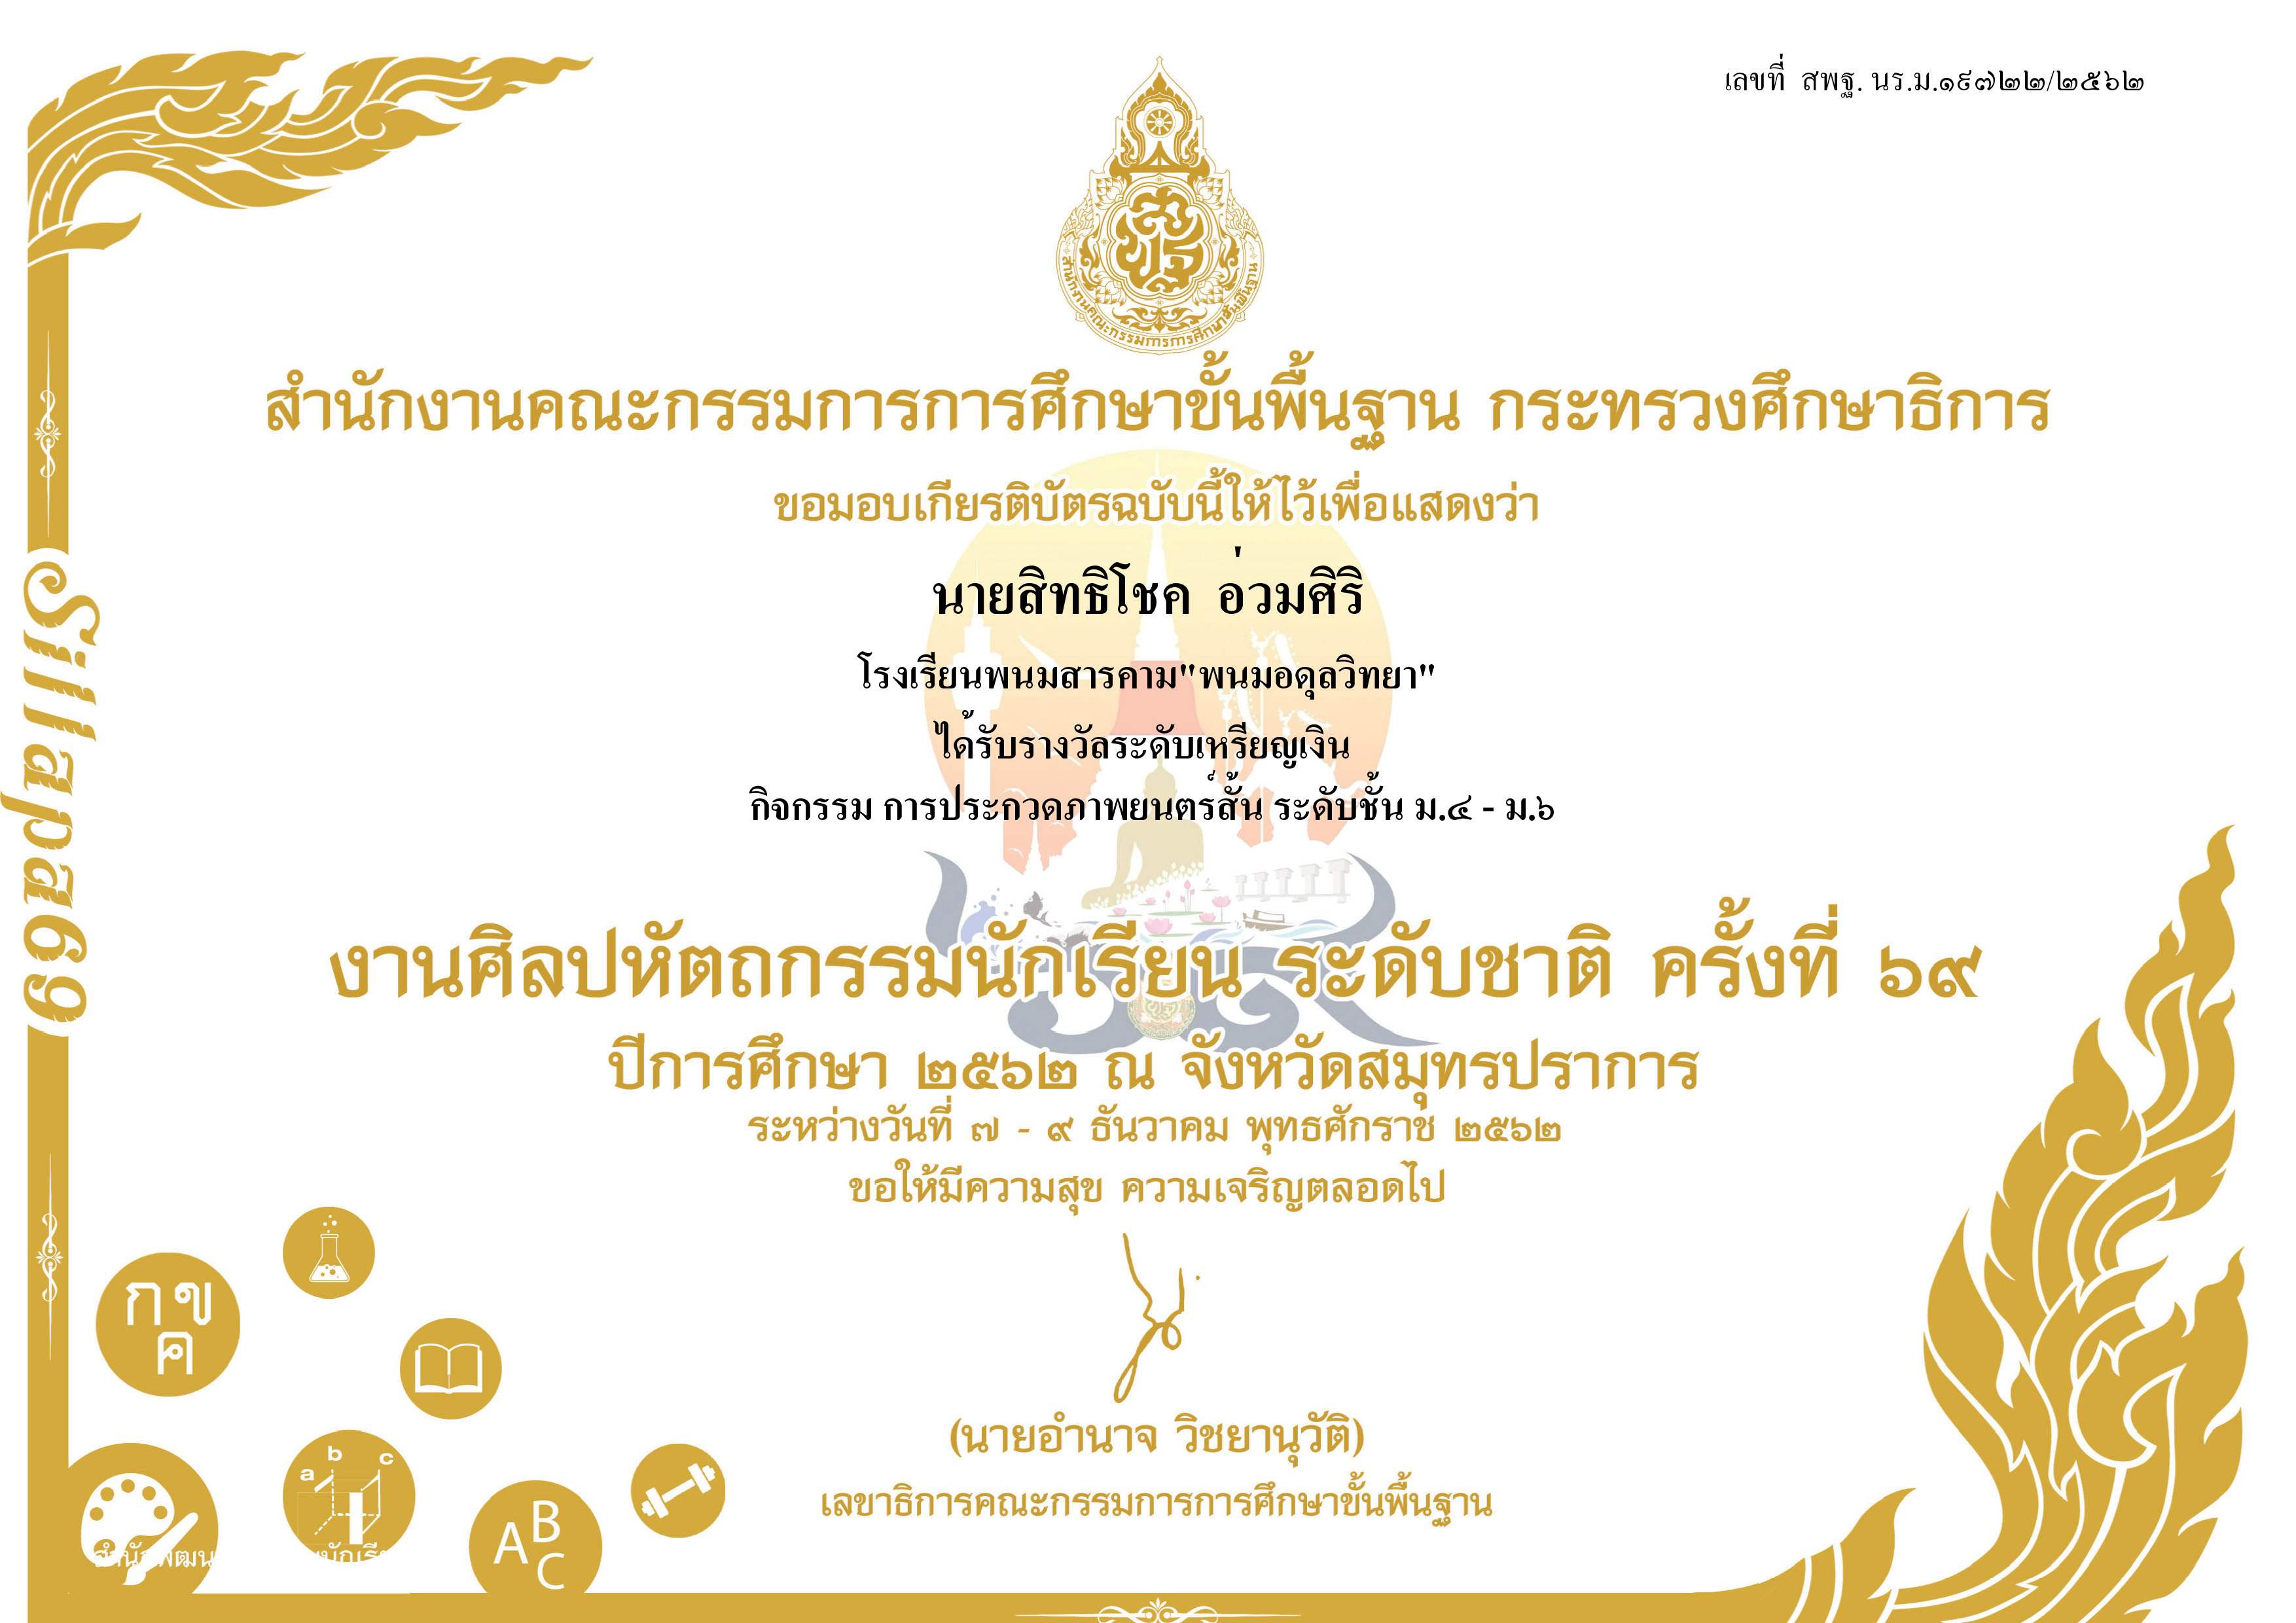 เลขที่ สพฐ. นร.ม.๑๙๗๒๒/๒๕๖๒
สำนักงานคณะกรรมการการศึกษาขั้นพื้นฐาน
สำนักงานคณะกรรมการการศึกษาขั้นพื้นฐาน กระทรวงศึกษาธิการ
ขอมอบเกียรติบัตรฉบับนี้ให้ไว้เพื่อแสดงว่า
นายสิทธิโชค อ่วมศิริ
โรงเรียนพนมสารคาม"พนมอดุลวิทยา"
ได้รับรางวัลระดับเหรียญเงิน
กิจกรรม การประกวดภาพยนตร์สั้น ระดับชั้น ม.๔ - ม.๖
งานศิลปหัตถกรรมนักเรียน ระดับชาติ ครั้งที่ ๖๙
ปีการศึกษา ๒๕๖๒ ณ จังหวัดสมุทรปราการ
ระหว่างวันที่ ๗ - ๙ ธันวาคม พุทธศักราช ๒๕๖๒
ขอให้มีความสุข ความเจริญตลอดไป
(นายอำนาจ วิชยานุวัติ)
เลขาธิการคณะกรรมการการศึกษาขั้นพื้นฐาน
Sillapa69
ก ข
ค
a b c
A B
C